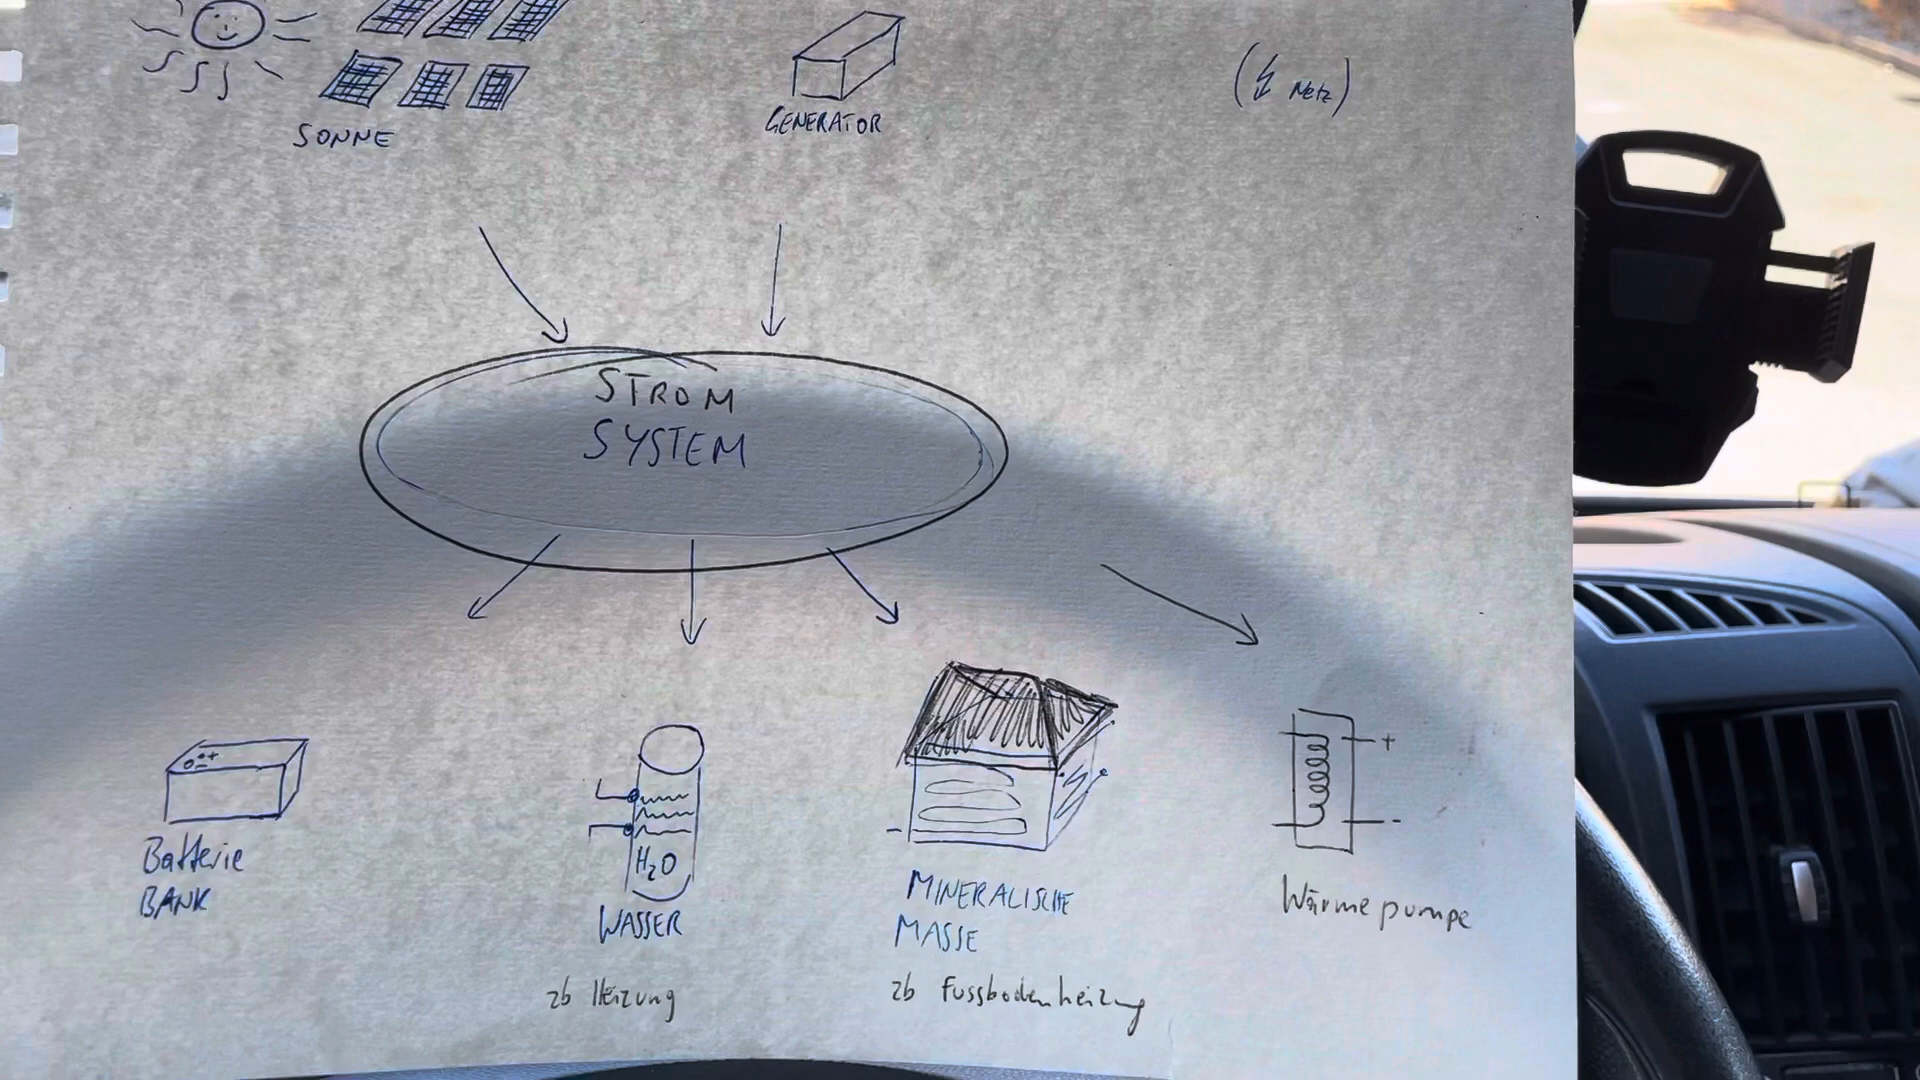 SONNE
GENERATOR
(Netz)
STROM
SYSTEM
+
-
H₂O
Batterie
BANK
WASSER
MINERALISCHE
MASSE
Wärmepumpe
zb Heizung
zb Fussbodenheizung